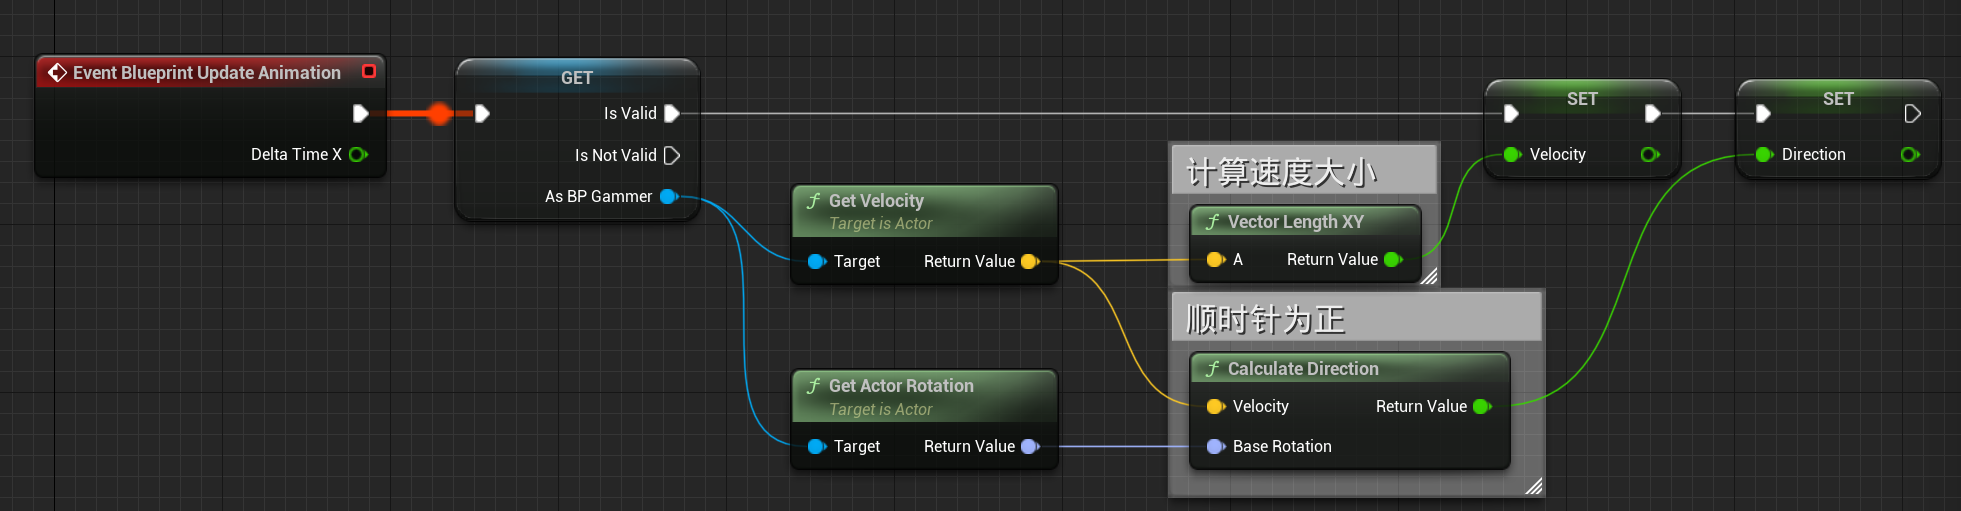 Event Blueprint Update Animation
Delta Time X
GET
Is Valid
Is Not Valid
As BP Gammer
Get Velocity
Target is Actor
Target
Return Value
Get Actor Rotation
Target is Actor
Target
Return Value
计算速度大小
Vector Length XY
A
Return Value
顺时针为正
Calculate Direction
Velocity
Return Value
Base Rotation
SET
Velocity
SET
Direction